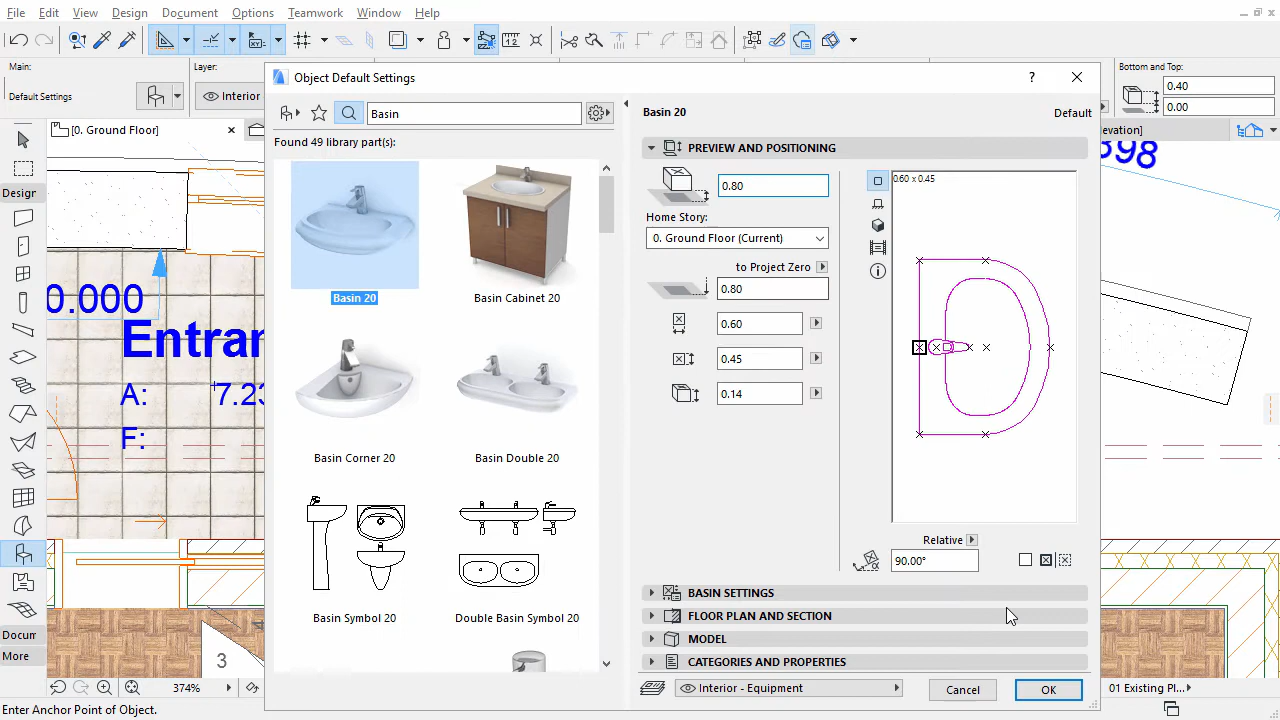 File Edit View Design Document Options Teamwork Window Help
Main:
Default Settings
Layer:
Interior
Bottom and Top:
0.40
0.00
[0. Ground Floor]
Object Default Settings
?
Basin
Found 49 library part(s):
Basin 20
Basin Cabinet 20
Basin Corner 20
Basin Double 20
Basin Symbol 20
Double Basin Symbol 20
Basin 20
Default
PREVIEW AND POSITIONING
0.80
Home Story:
0. Ground Floor (Current)
to Project Zero
0.80
0.60
0.45
0.14
0.60 x 0.45
Relative
90.00°
BASIN SETTINGS
FLOOR PLAN AND SECTION
MODEL
CATEGORIES AND PROPERTIES
Interior - Equipment
Cancel
OK
Design
Docum
More
0.000
Entran
A: 7.23
F:
3
evation]
398
374%
01 Existing Pl...
Enter Anchor Point of Object.